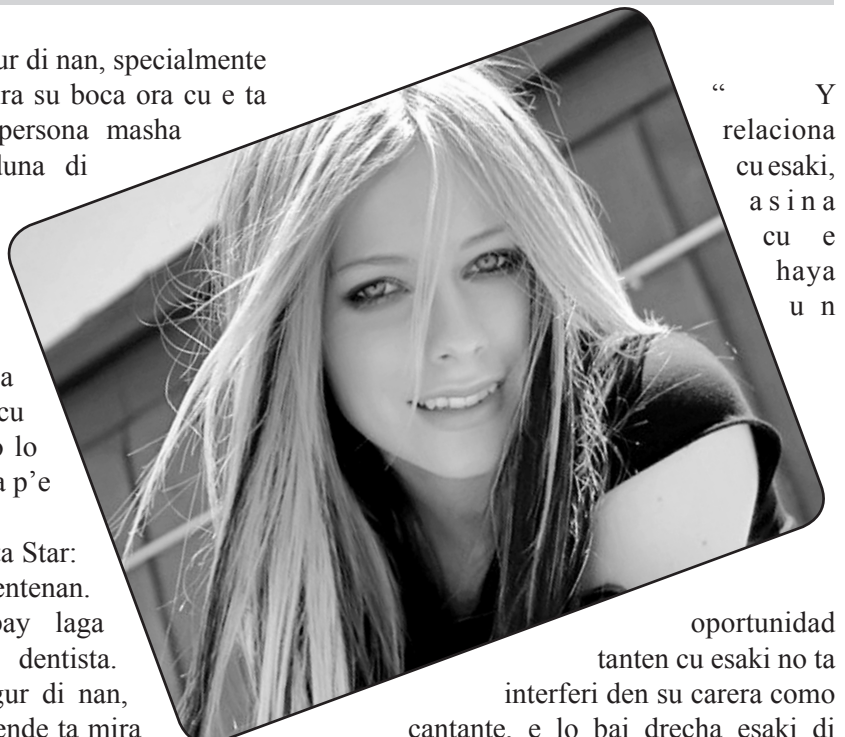 ur di nan, specialmente
ra su boca ora cu e ta
persona masha
luna di
a
cu
o lo
a p’e
ta Star:
entenan.
pay laga
dentista.
gur di nan,
ende ta mira
“ Y
relaciona
cu esaki,
asina
cu e
haya
un
oportunidad
tanten cu esaki no ta
interferi den su carera como
cantante, e lo bai drecha esaki di